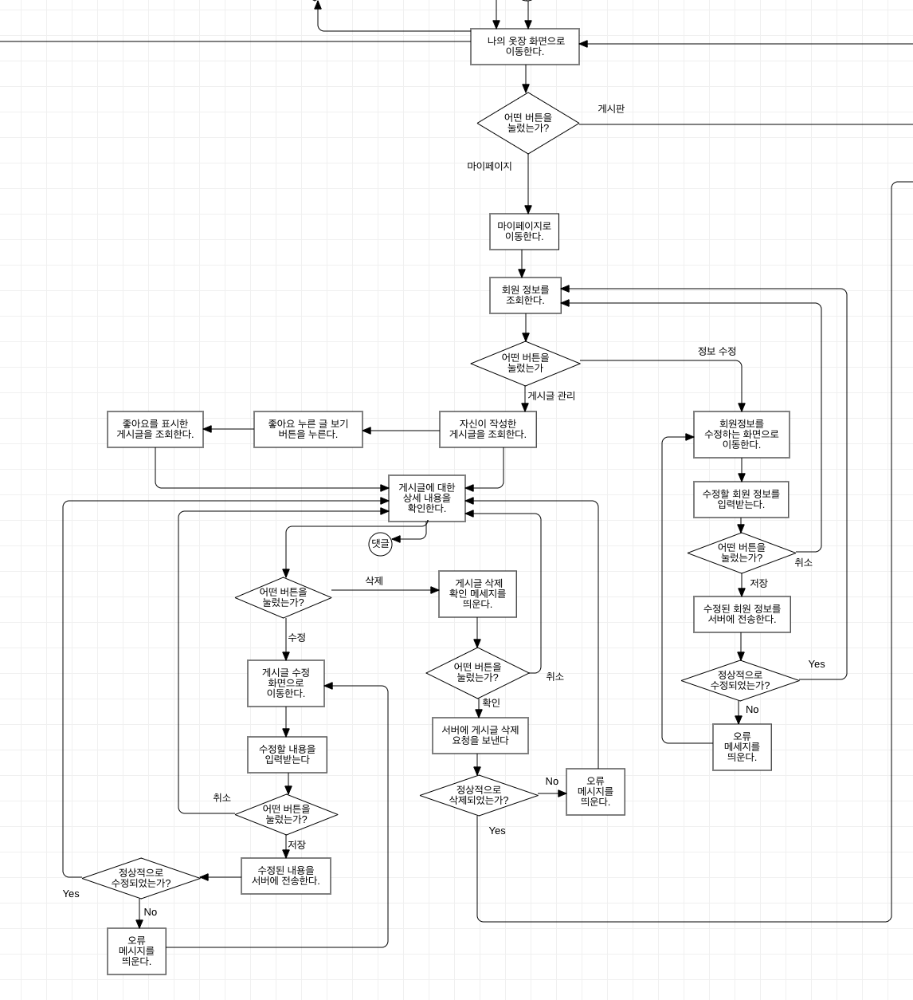 나의 옷장 화면으로
이동한다.
어떤 버튼을
눌렀는가?
게시판
마이페이지
마이페이지로
이동한다.
회원 정보를
조회한다.
어떤 버튼을
눌렀는가
정보 수정
게시글 관리
좋아요를 표시한
게시글을 조회한다.
좋아요 누른 글 보기
버튼을 누른다.
자신이 작성한
게시글을 조회한다.
회원정보를
수정하는 화면으로
이동한다.
게시글에 대한
상세 내용을
확인한다.
수정할 회원 정보를
입력받는다.
댓글
어떤 버튼을
눌렀는가?
취소
저장
어떤 버튼을
눌렀는가?
삭제
게시글 삭제
확인 메세지를
띄운다.
수정된 회원 정보를
서버에 전송한다.
수정
게시글 수정
화면으로
이동한다.
어떤 버튼을
눌렀는가?
취소
확인
정상적으로
수정되었는가?
Yes
No
오류
메세지를
띄운다.
수정할 내용을
입력받는다
서버에 게시글 삭제
요청을 보낸다
정상적으로
삭제되었는가?
No
오류
메시지를
띄운다.
Yes
취소
어떤 버튼을
눌렀는가?
저장
수정된 내용을
서버에 전송한다.
정상적으로
수정되었는가?
Yes
No
오류
메시지를
띄운다.